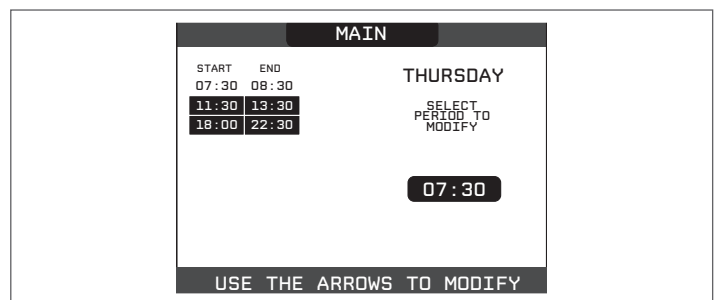 MAIN
START END
07:30 08:30
11:30 13:30
18:00 22:30
THURSDAY
SELECT
PERIOD TO
MODIFY
07:30
USE THE ARROWS TO MODIFY